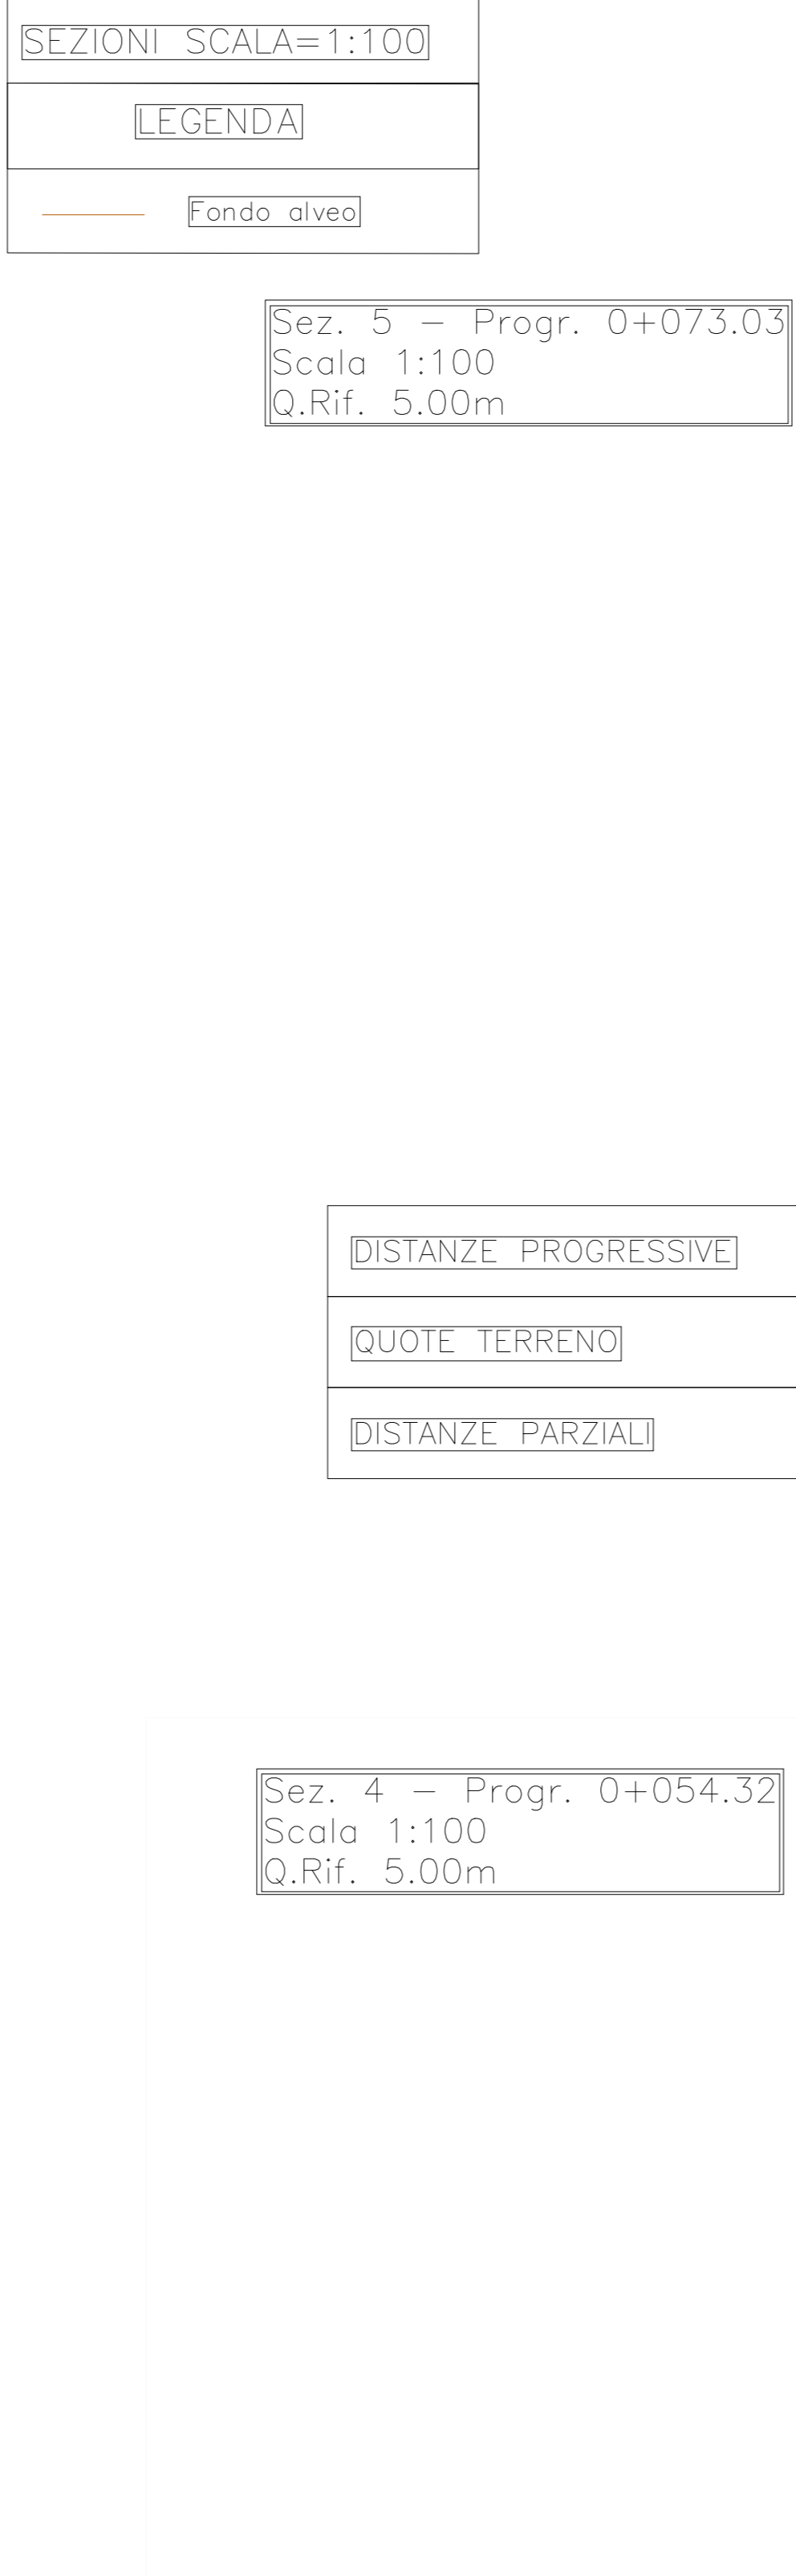 SEZIONI SCALA=1:100
LEGENDA
Fondo alveo
Sez. 5 - Progr. 0+073.03
Scala 1:100
Q.Rif. 5.00m
DISTANZE PROGRESSIVE
QUOTE TERRENO
DISTANZE PARZIALI
Sez. 4 - Progr. 0+054.32
Scala 1:100
Q.Rif. 5.00m